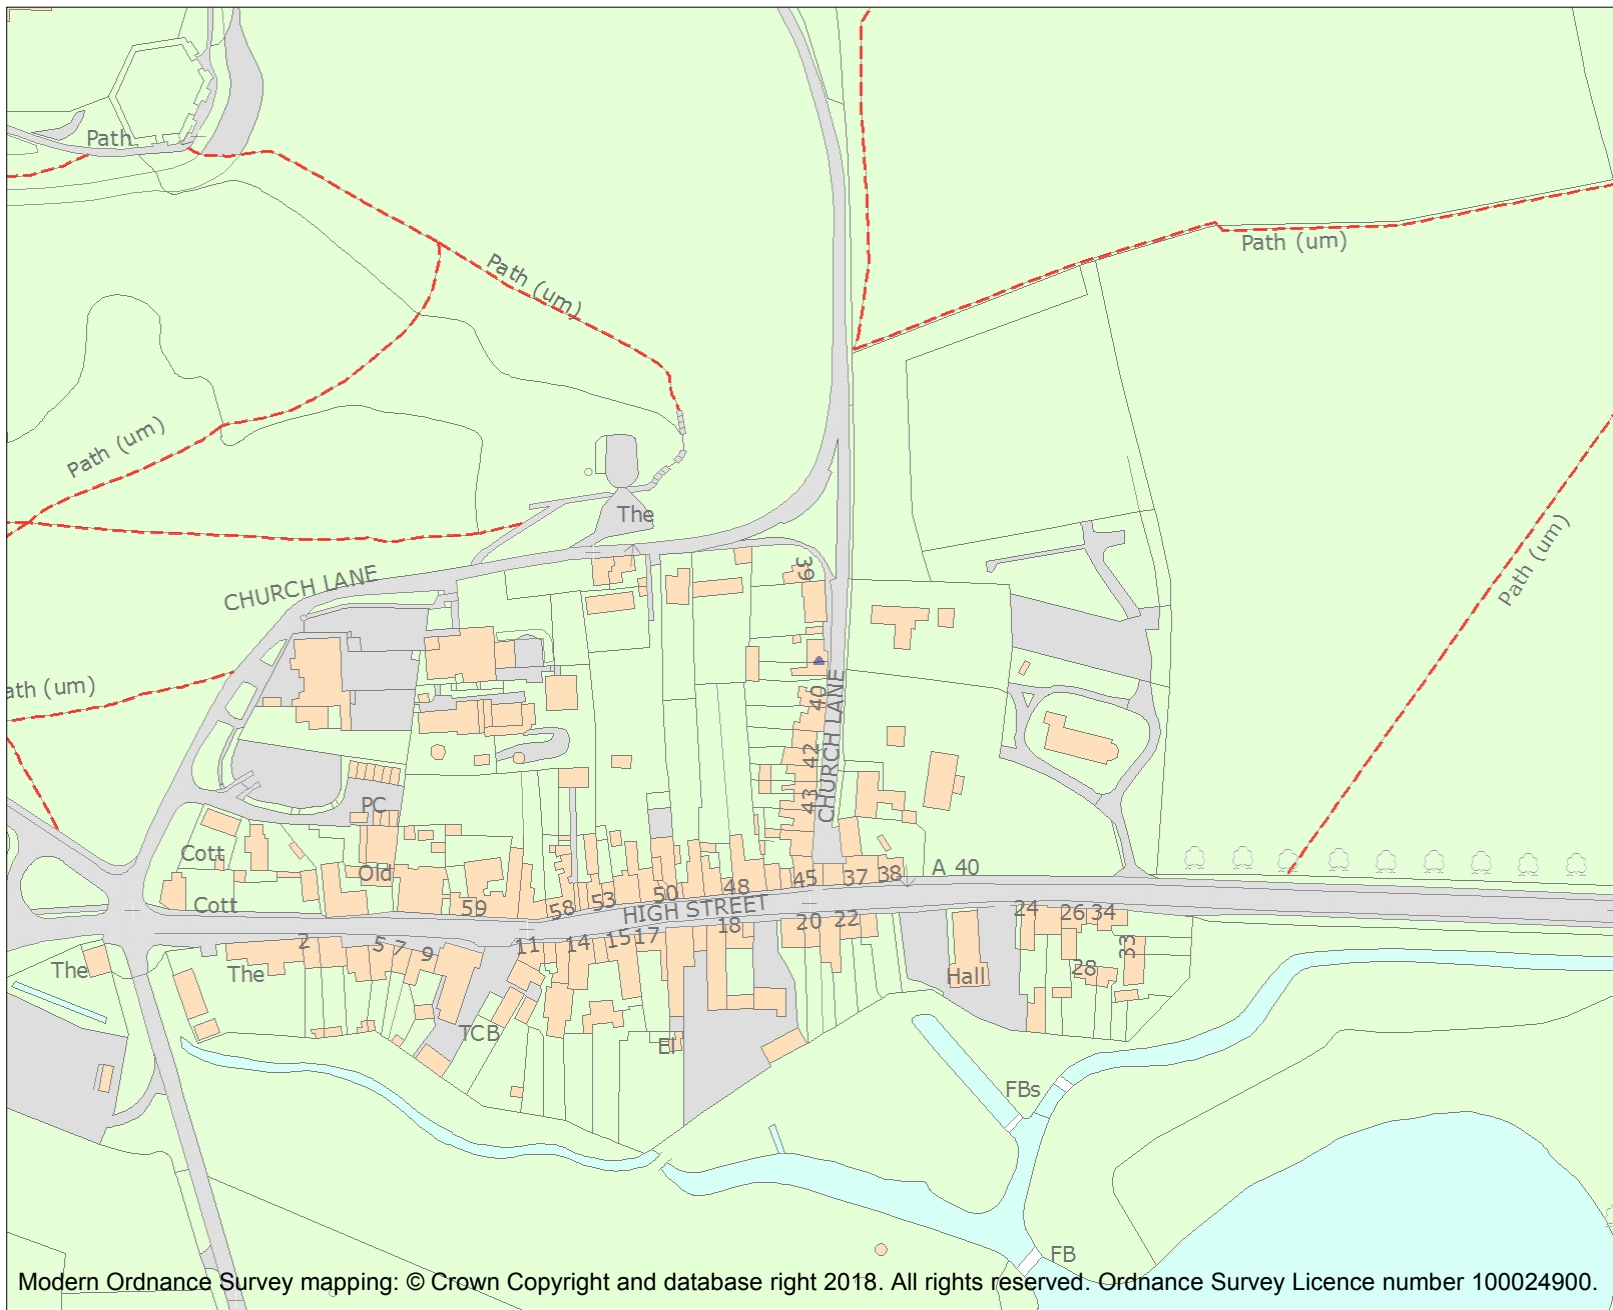 Path
Path (um)
Path (um)
Path (um)
The
39
CHURCH LANE
Path (um)
ath (um)
40
CHURCH LANE
42
43
PC
Cott
Old
45
37
38
A 40
Cott
59
58
53
50
48
HIGH STREET
24
26
34
2
5
7
9
11
14
15
17
18
20
22
33
The
The
Hall
28
TCB
El
FBs
FB
Modern Ordnance Survey mapping: © Crown Copyright and database right 2018. All rights reserved. Ordnance Survey Licence number 100024900.